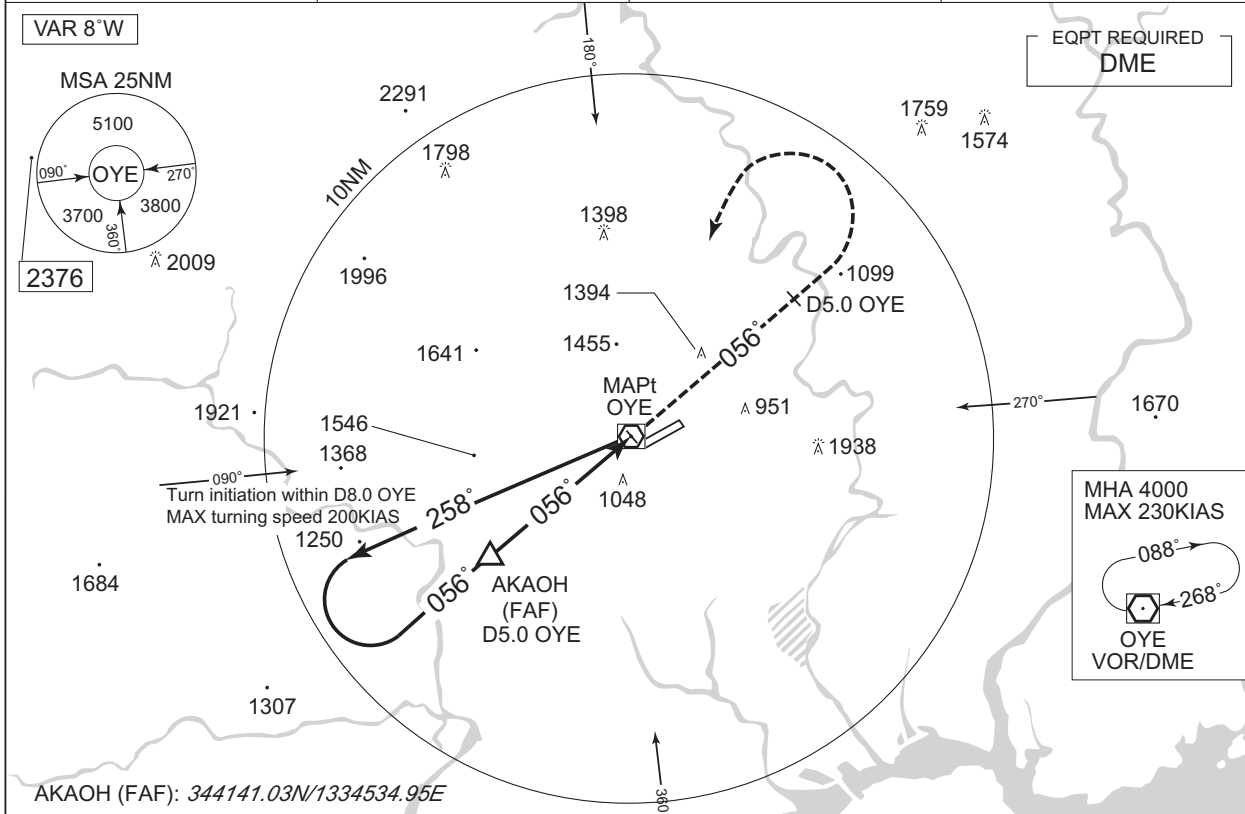 VAR 8°W
EQPT REQUIRED
DME
MSA 25NM
5100
OYE
090°
270°
3700
3800
360°
2376
2009
2291
1798
10NM
180°
1759
1574
1398
1996
1099
1394
D5.0 OYE
056°
1641
1455
MAPt
OYE
951
1921
270°
1670
1546
1368
1938
090°
Turn initiation within D8.0 OYE
MAX turning speed 200KIAS
258°
056°
1048
1250
AKAOH
(FAF)
D5.0 OYE
056°
1684
MHA 4000
MAX 230KIAS
088°
268°
OYE
VOR/DME
1307
360
AKAOH (FAF): 344141.03N/1334534.95E